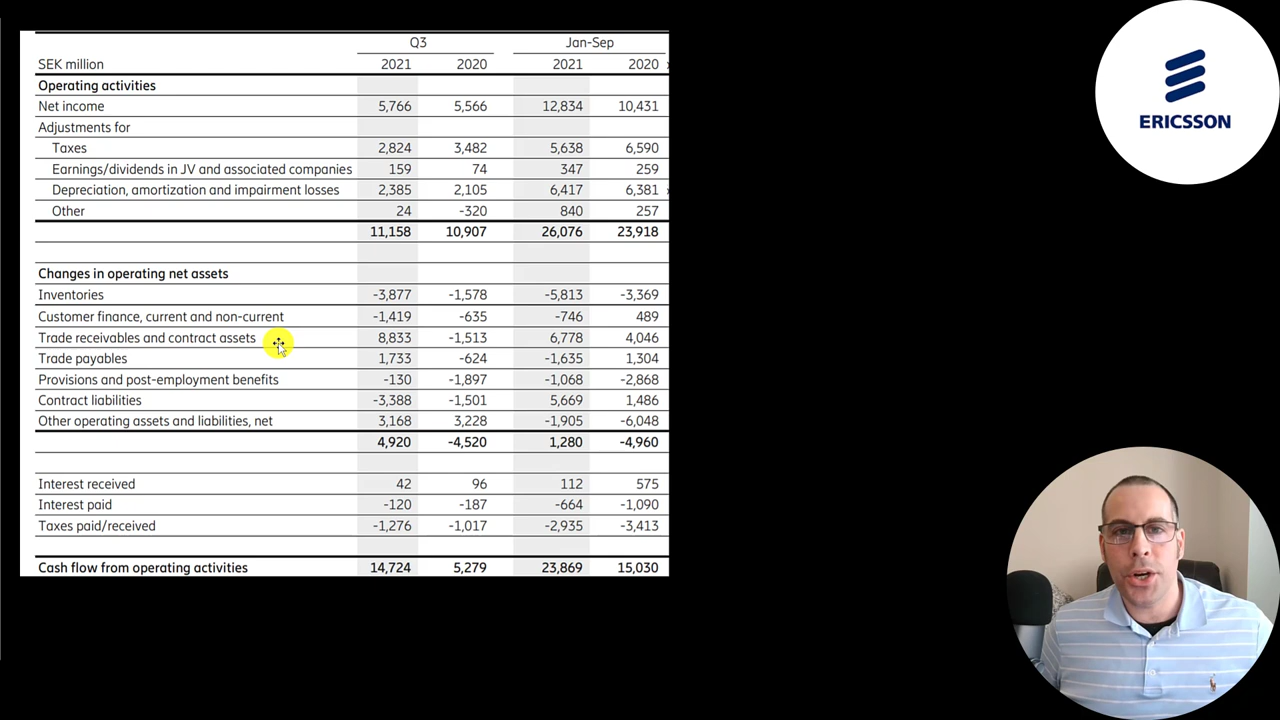 Q3 Jan-Sep
SEK million 2021 2020 2021 2020
Operating activities
Net income 5,766 5,566 12,834 10,431
Adjustments for
Taxes 2,824 3,482 5,638 6,590
Earnings/dividends in JV and associated companies 159 74 347 259
Depreciation, amortization and impairment losses 2,385 2,105 6,417 6,381
Other 24 -320 840 257
11,158 10,907 26,076 23,918
Changes in operating net assets
Inventories -3,877 -1,578 -5,813 -3,369
Customer finance, current and non-current -1,419 -635 -746 489
Trade receivables and contract assets 8,833 -1,513 6,778 4,046
Trade payables 1,733 -624 -1,635 1,304
Provisions and post-employment benefits -130 -1,897 -1,068 -2,868
Contract liabilities -3,388 -1,501 5,669 1,486
Other operating assets and liabilities, net 3,168 3,228 -1,905 -6,048
4,920 -4,520 1,280 -4,960
Interest received 42 96 112 575
Interest paid -120 -187 -664 -1,090
Taxes paid/received -1,276 -1,017 -2,935 -3,413
Cash flow from operating activities 14,724 5,279 23,869 15,030
ERICSSON